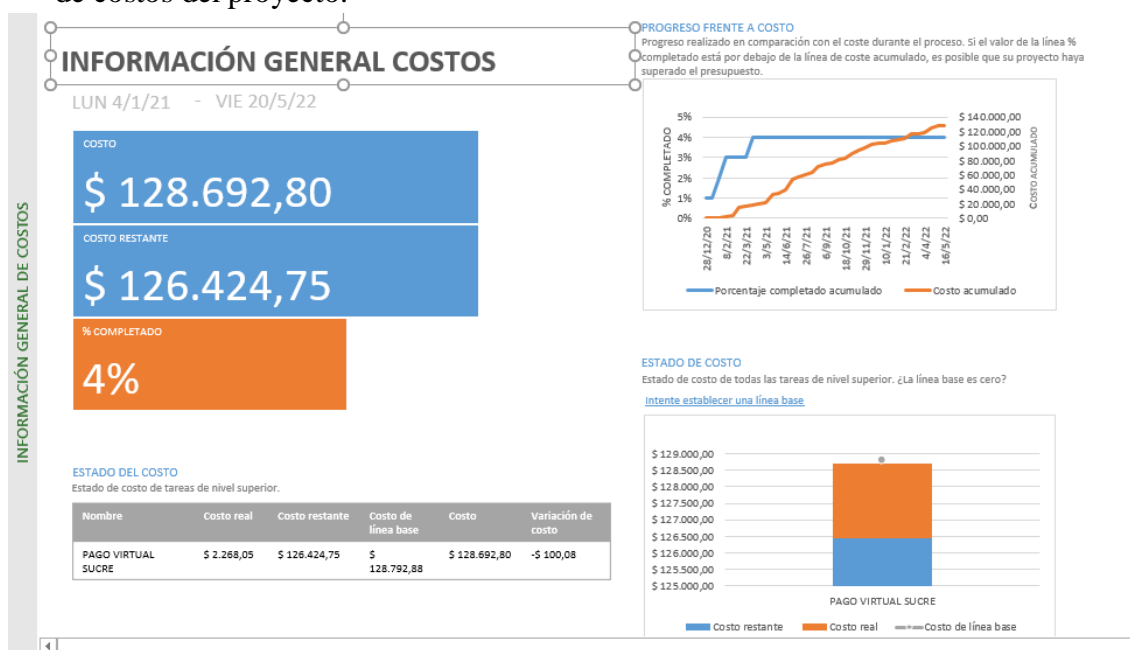 de costos del proyecto.
INFORMACIÓN GENERAL DE COSTOS
INFORMACIÓN GENERAL COSTOS
LUN 4/1/21 - VIE 20/5/22
COSTO
$ 128.692,80
COSTO RESTANTE
$ 126.424,75
% COMPLETADO
4%
ESTADO DEL COSTO
Estado de costo de tareas de nivel superior.
Nombre Costo real Costo restante Costo de línea base Costo Variación de costo
PAGO VIRTUAL SUCRE $ 2.268,05 $ 126.424,75 $ 128.792,88 $ 128.692,80 -$ 100,08
PROGRESO FRENTE A COSTO
Progreso realizado en comparación con el coste durante el proceso. Si el valor de la línea %
completado está por debajo de la línea de coste acumulado, es posible que su proyecto haya
superado el presupuesto.
% COMPLETADO
5%
4%
3%
2%
1%
0%
$ 140.000,00
$ 120.000,00
$ 100.000,00
$ 80.000,00
$ 60.000,00
$ 40.000,00
$ 20.000,00
$ 0,00
COSTO ACUMULADO
28/12/20
8/2/21
22/3/21
3/5/21
14/6/21
26/7/21
6/9/21
18/10/21
29/11/21
10/1/22
21/2/22
4/4/22
16/5/22
Porcentaje completado acumulado Costo acumulado
ESTADO DE COSTO
Estado de costo de todas las tareas de nivel superior. ¿La línea base es cero?
Intente establecer una línea base
$ 129.000,00
$ 128.500,00
$ 128.000,00
$ 127.500,00
$ 127.000,00
$ 126.500,00
$ 126.000,00
$ 125.500,00
$ 125.000,00
PAGO VIRTUAL SUCRE
Costo restante Costo real Costo de línea base